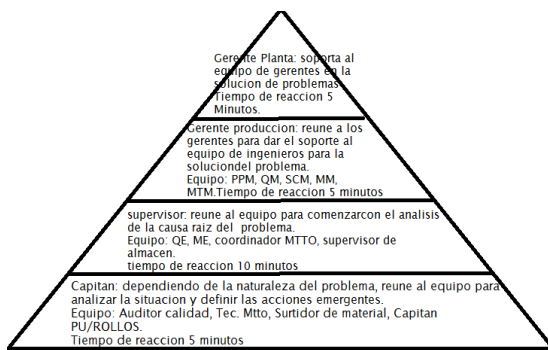 Gerente Planta: soporta al
equipo de gerentes en la
solucion de problemas
Tiempo de reaccion 5
Minutos.
Gerente produccion: reune a los
gerentes para dar el soporte al
equipo de ingenieros para la
soluciondel problema.
Equipo: PPM, QM, SCM, MM,
MTM.Tiempo de reaccion 5 minutos
supervisor: reune al equipo para comenzarcon el analisis
de la causa raiz del  problema.
Equipo: QE, ME, coordinador MTTO, supervisor de
almacen.
tiempo de reaccion 10 minutos
Capitan: dependiendo de la naturaleza del problema, reune al equipo para
analizar la situacion y definir las acciones emergentes.
Equipo: Auditor calidad, Tec. Mtto, Surtidor de material, Capitan
PU/ROLLOS.
Tiempo de reaccion 5 minutos